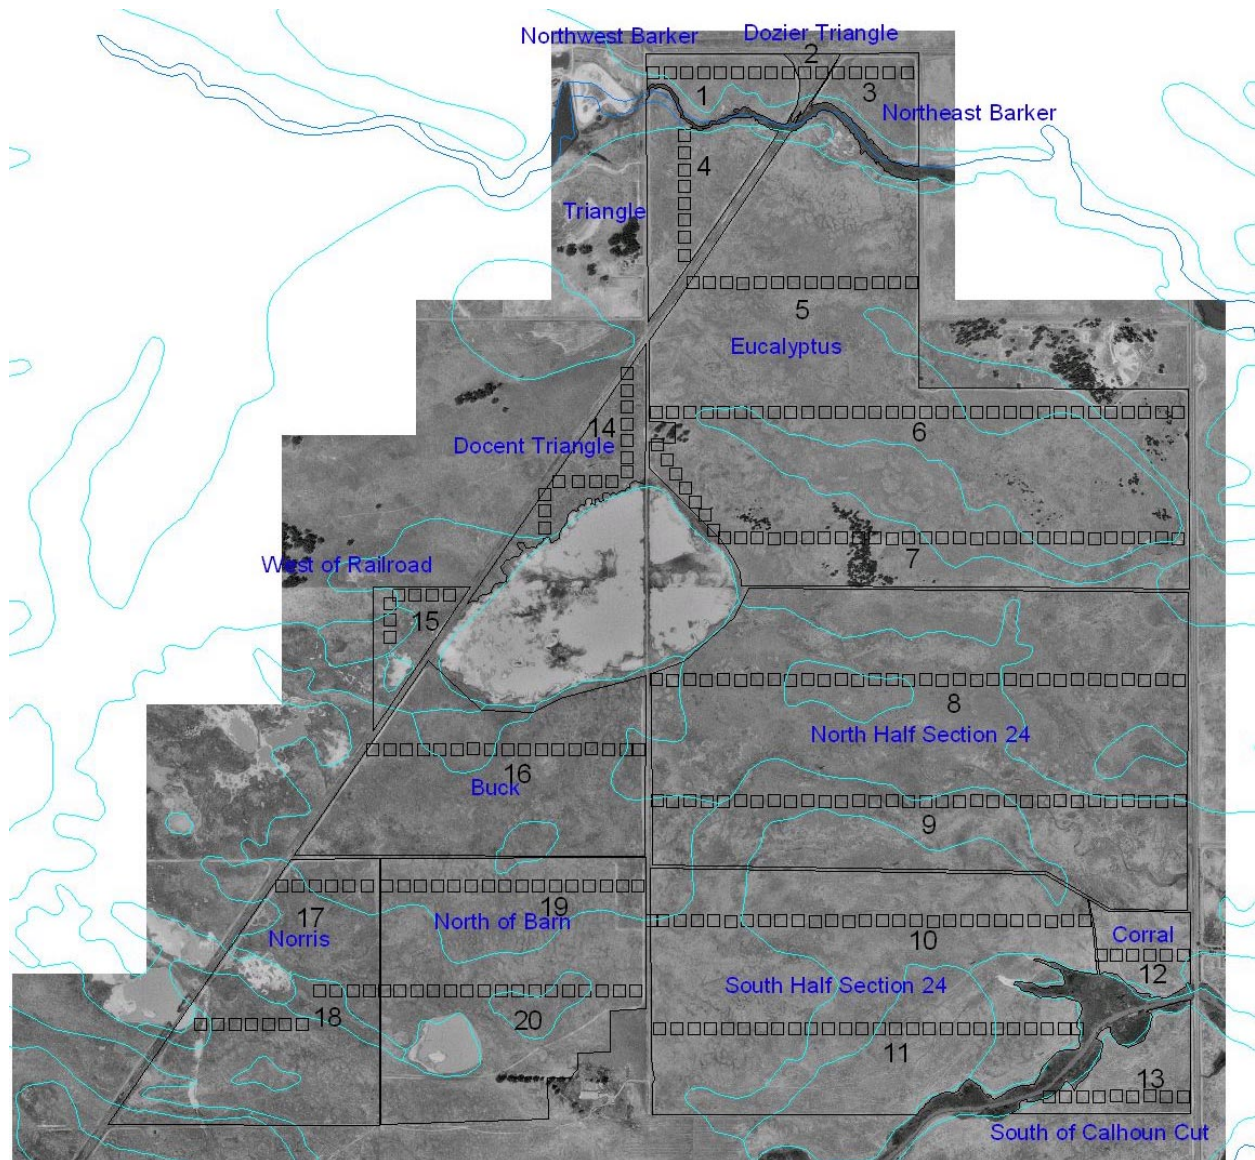 Northwest Barker
Dozier Triangle
2
1
3
Northeast Barker
4
Triangle
5
Eucalyptus
14
6
Docent Triangle
7
West of Railroad
15
8
North Half Section 24
16
Buck
9
17
19
North of Barn
Norris
10
Corral
12
South Half Section 24
18
20
11
13
South of Calhoun Cut